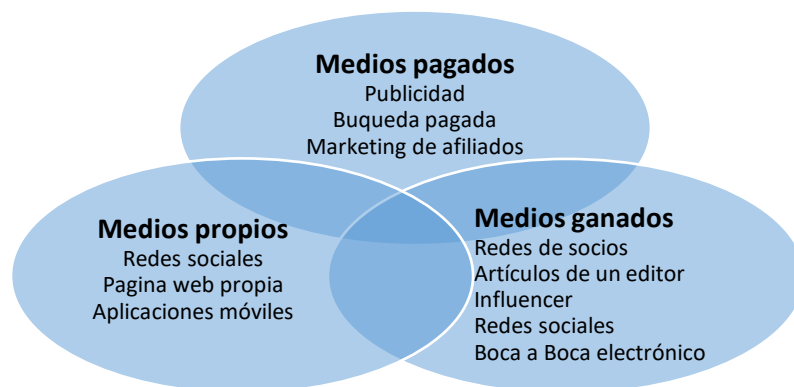 Medios pagados
Publicidad
Buqueda pagada
Marketing de afiliados
Medios propios
Redes sociales
Pagina web propia
Aplicaciones móviles
Medios ganados
Redes de socios
Artículos de un editor
Influencer
Redes sociales
Boca a Boca electrónico